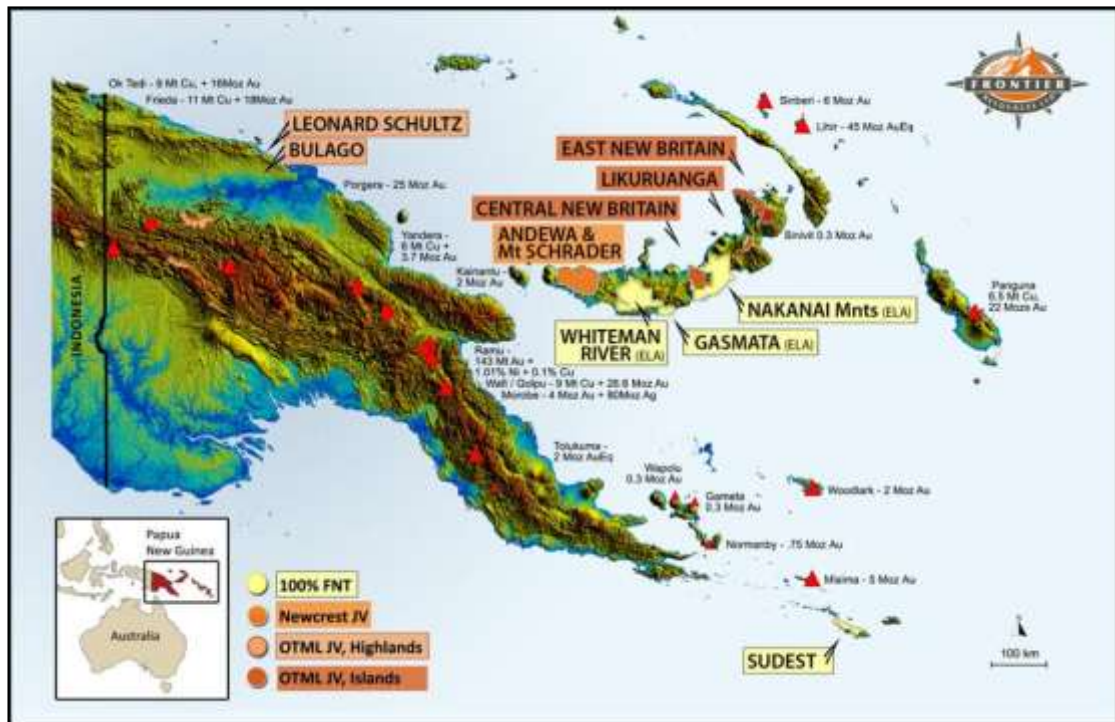 FRONTIER
Ok Tedi - 9 Mt Cu, + 16Moz Au
Frieda - 11 Mt Cu + 18Moz Au
LEONARD SCHULTZ
BULAGO
Porgera - 25 Moz Au
Yandera -
6 Mt Cu +
3.7 Moz Au
Kainantu -
2 Moz Au
EAST NEW BRITAIN
LIKURUANGA
CENTRAL NEW BRITAIN
ANDEWA &
Mt SCHRADER
Simberi - 6 Moz Au
Lihir - 45 Moz AuEq
Sinivit 0.3 Moz Au
Panguna
6.5 Mt Cu,
22 Mozs Au
INDONESIA
NAKANAI Mnts (ELA)
WHITEMAN
RIVER (ELA)
GASMATA (ELA)
Ramu -
143 Mt Au +
1.01% Ni + 0.1% Cu
Wafi / Golpu - 9 Mt Cu + 28.6 Moz Au
Morobe - 4 Moz Au + 80Moz Ag
Tolukuma -
2 Moz AuEq
Wapolu
0.3 Moz Au
Gameta
0.3 Moz Au
Woodlark - 2 Moz Au
Normanby - .75 Moz Au
Misima - 5 Moz Au
SUDEST
Papua
New Guinea
Australia
100% FNT
Newcrest JV
OTML JV, Highlands
OTML JV, Islands
100 km